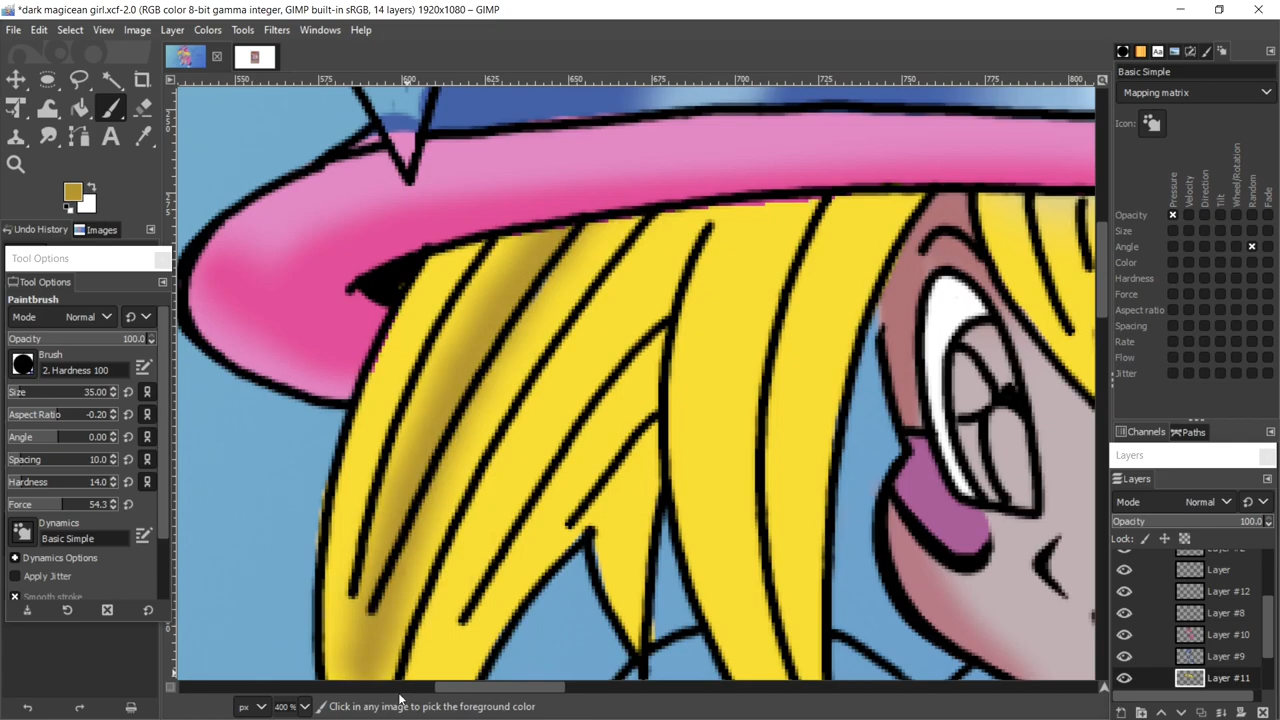 *dark magicean girl.xcf-2.0 (RGB color 8-bit gamma integer, GIMP built-in sRGB, 14 layers) 1920x1080 – GIMP
File Edit Select View Image Layer Colors Tools Filters Windows Help
550 575 600 625 650 675 700 725 750 775 800
Basic Simple
Mapping matrix
Icon:
Pressure Velocity Direction Tilt Wheel/Rotation Random Fade
Opacity
Size
Angle
Color
Hardness
Force
Aspect ratio
Spacing
Rate
Flow
Jitter
Undo History Images
Tool Options
Tool Options
Paintbrush
Mode Normal
Opacity 100.0
Brush
2. Hardness 100
Size 35.00
Aspect Ratio -0.20
Angle 0.00
Spacing 10.0
Hardness 14.0
Force 54.3
Dynamics
Basic Simple
Dynamics Options
Apply Jitter
Smooth stroke
Channels Paths
Layers
Layers
Mode Normal
Opacity 100.0
Lock:
Layer
Layer #12
Layer #8
Layer #10
Layer #9
Layer #11
px 400 % Click in any image to pick the foreground color